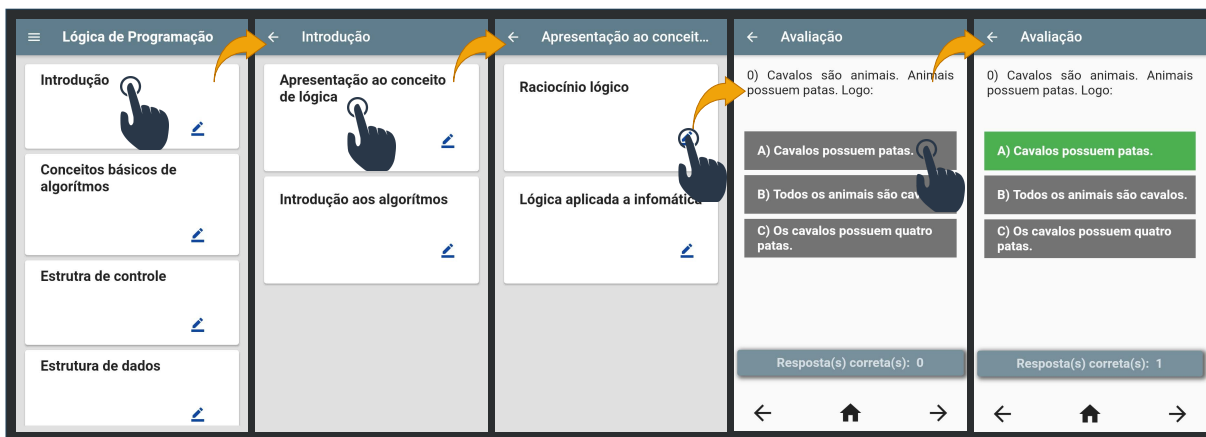 Lógica de Programação
Introdução
Conceitos básicos de
algorítmos
Estrutra de controle
Estrutura de dados
Introdução
Apresentação ao conceito
de lógica
Introdução aos algorítmos
Apresentação ao conceit...
Raciocínio lógico
Lógica aplicada a infomática
Avaliação
0) Cavalos são animais. Animais
possuem patas. Logo:
A) Cavalos possuem patas.
B) Todos os animais são
C) Os cavalos possuem quatro
patas.
Resposta(s) correta(s): 0
Avaliação
0) Cavalos são animais. Animais
possuem patas. Logo:
A) Cavalos possuem patas.
B) Todos os animais são cavalos.
C) Os cavalos possuem quatro
patas.
Resposta(s) correta(s): 1